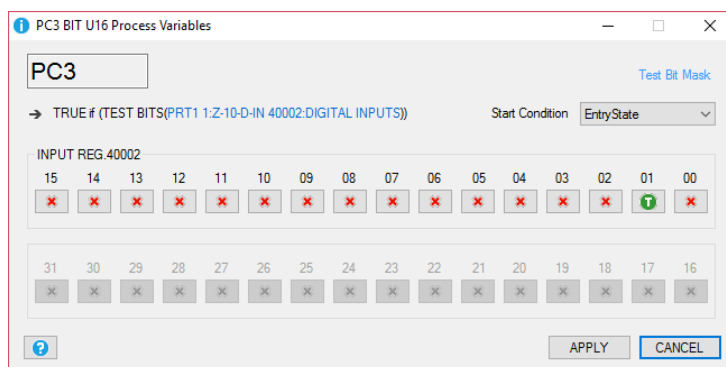 PC3 BIT U16 Process Variables
PC3
Test Bit Mask
TRUE if (TEST BITS(PRT1 1:Z-10-D-IN 40002:DIGITAL INPUTS)) Start Condition EntryState
INPUT REG.40002
15 14 13 12 11 10 09 08 07 06 05 04 03 02 01 00
T
31 30 29 28 27 26 25 24 23 22 21 20 19 18 17 16
? APPLY CANCEL